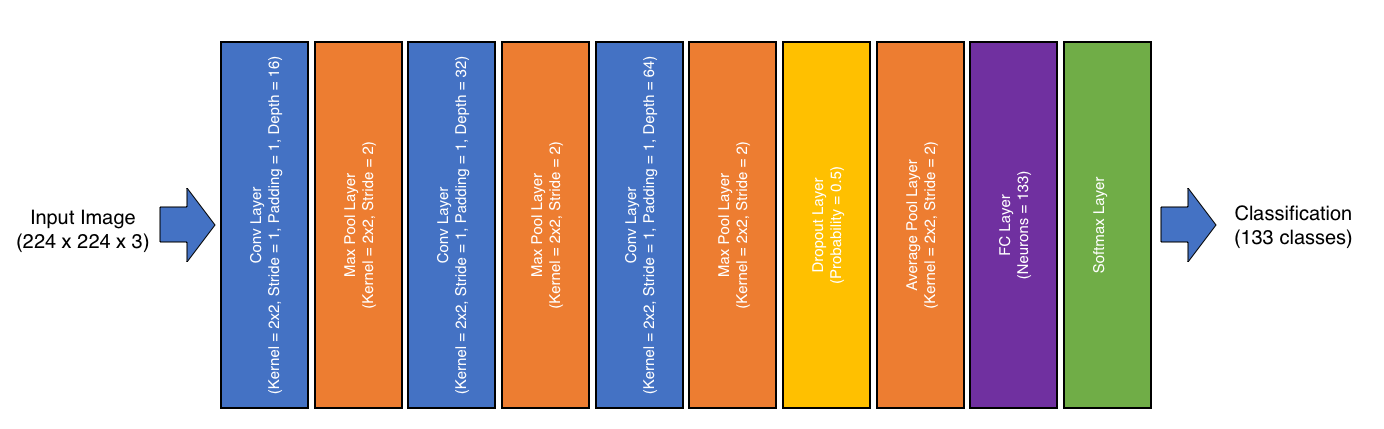 Input Image
(224 x 224 x 3)
Conv Layer
(Kernel = 2x2, Stride = 1, Padding = 1, Depth = 16)
Max Pool Layer
(Kernel = 2x2, Stride = 2)
Conv Layer
(Kernel = 2x2, Stride = 1, Padding = 1, Depth = 32)
Max Pool Layer
(Kernel = 2x2, Stride = 2)
Conv Layer
(Kernel = 2x2, Stride = 1, Padding = 1, Depth = 64)
Max Pool Layer
(Kernel = 2x2, Stride = 2)
Dropout Layer
(Probability = 0.5)
Average Pool Layer
(Kernel = 2x2, Stride = 2)
FC Layer
(Neurons = 133)
Softmax Layer
Classification
(133 classes)